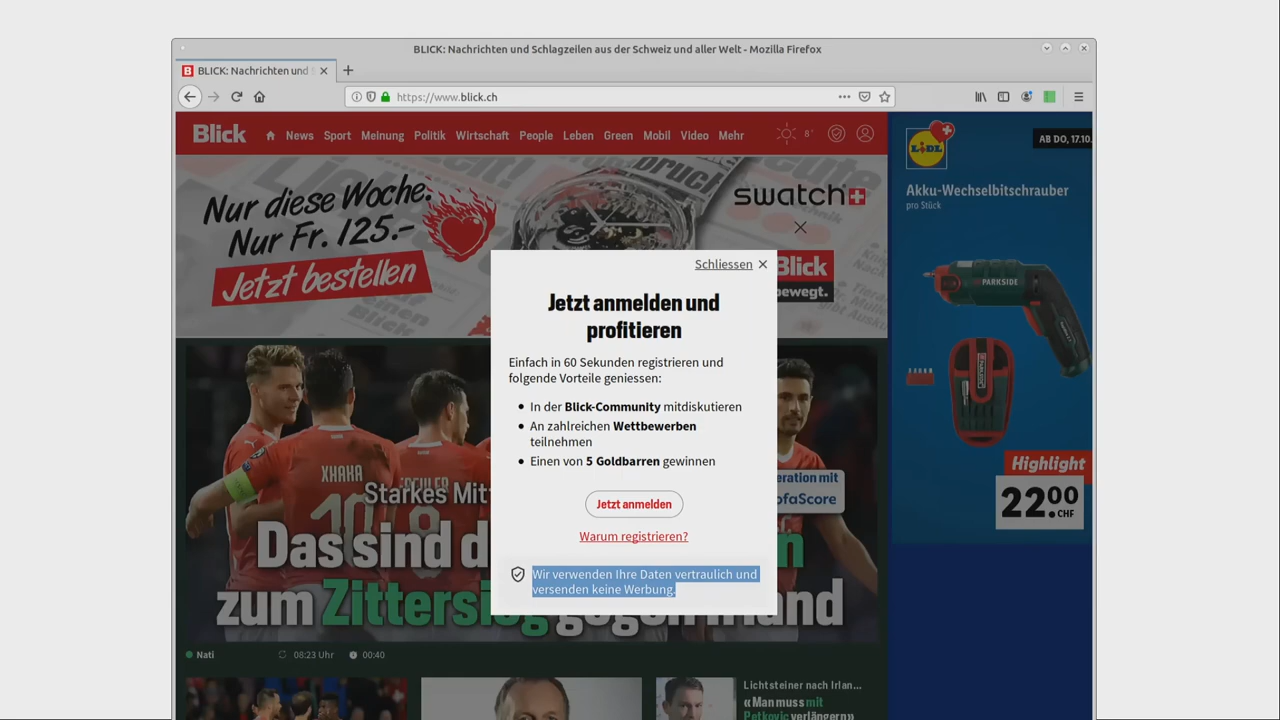 BLICK: Nachrichten und Schlagzeilen aus der Schweiz und aller Welt - Mozilla Firefox
BLICK: Nachrichten und
https://www.blick.ch
Blick
News Sport Meinung Politik Wirtschaft People Leben Green Mobil Video Mehr
8°
LIDL
AB DO, 17.10.
Akku-Wechselbitschrauber
pro Stück
PARKSIDE
Highlight
22.00
CHF
Nur diese Woche.
Nur Fr. 125.–
Jetzt bestellen
swatch
Blick
bewegt.
Schliessen
Jetzt anmelden und
profitieren
Einfach in 60 Sekunden registrieren und
folgende Vorteile geniessen:
In der Blick-Community mitdiskutieren
An zahlreichen Wettbewerben
teilnehmen
Einen von 5 Goldbarren gewinnen
Jetzt anmelden
Warum registrieren?
Wir verwenden Ihre Daten vertraulich und
versenden keine Werbung.
XHAKA
10
8
eration mit
ofaScore
Starkes Mit
Das sind d
zum Zittersieg gegen Irland
Nati
08:23 Uhr
00:40
Lichtsteiner nach Irlan...
«Man muss mit
Petkovic verlängern»